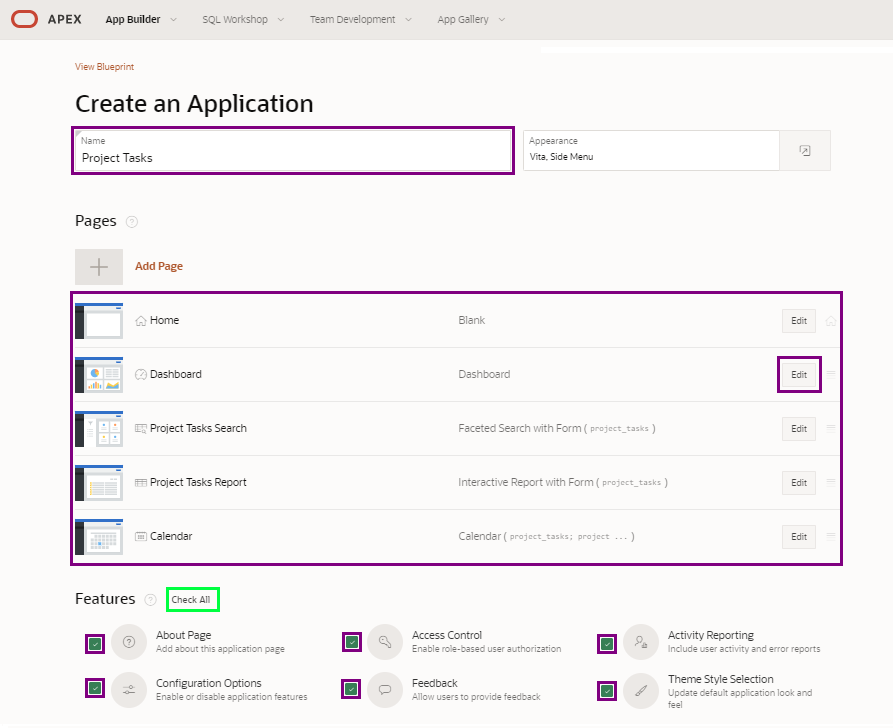 APEX App Builder SQL Workshop Team Development App Gallery
View Blueprint
Create an Application
Name
Project Tasks
Appearance
Vita, Side Menu
Pages ?
Add Page
Home Blank Edit
Dashboard Dashboard Edit
Project Tasks Search Faceted Search with Form ( project_tasks ) Edit
Project Tasks Report Interactive Report with Form ( project_tasks ) Edit
Calendar Calendar ( project_tasks; project ... ) Edit
Features ? Check All
About Page
Add about this application page
Access Control
Enable role-based user authorization
Activity Reporting
Include user activity and error reports
Configuration Options
Enable or disable application features
Feedback
Allow users to provide feedback
Theme Style Selection
Update default application look and
feel